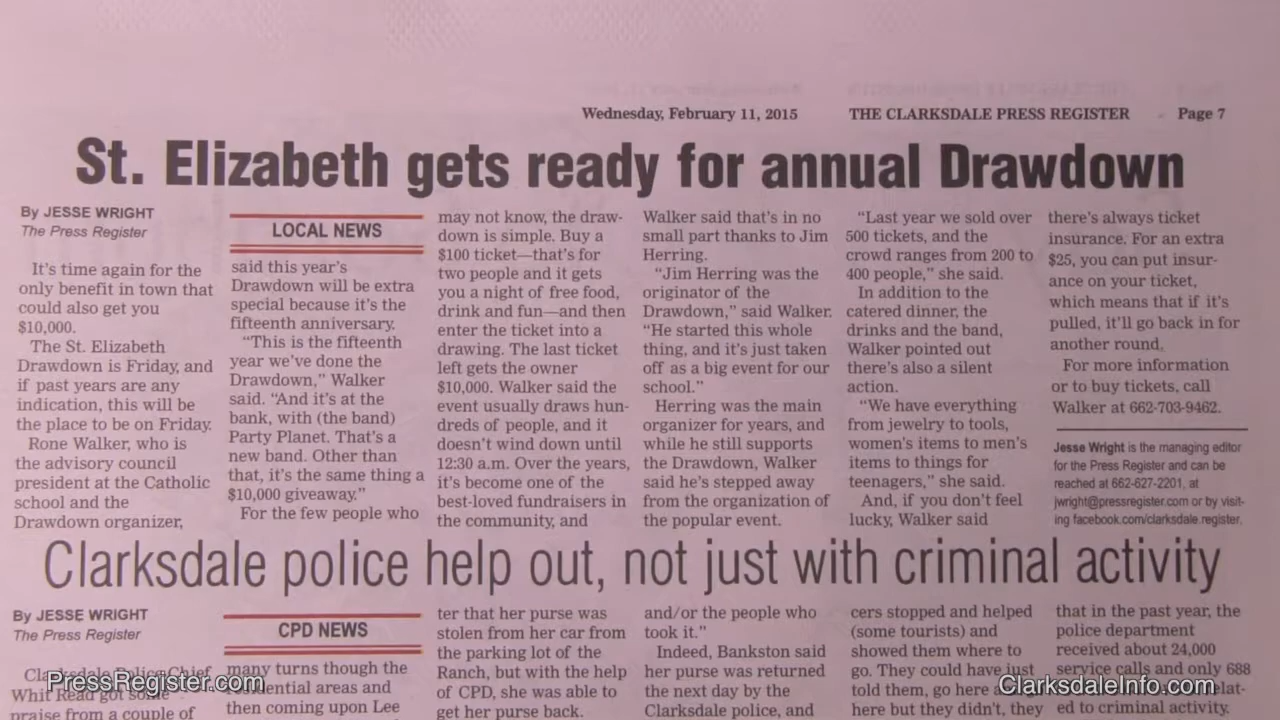 Wednesday, February 11, 2015 THE CLARKSDALE PRESS REGISTER Page 7
St. Elizabeth gets ready for annual Drawdown
By JESSE WRIGHT
The Press Register
It's time again for the
only benefit in town that
could also get you
$10,000.
The St. Elizabeth
Drawdown is Friday, and
if past years are any
indication, this will be
the place to be on Friday.
Rone Walker, who is
the advisory council
president at the Catholic
school and the
Drawdown organizer,
LOCAL NEWS
said this year's
Drawdown will be extra
special because it's the
fifteenth anniversary.
"This is the fifteenth
year we've done the
Drawdown," Walker
said. "And it's at the
bank, with (the band)
Party Planet. That's a
new band. Other than
that, it's the same thing a
$10,000 giveaway."
For the few people who
may not know, the draw-
down is simple. Buy a
$100 ticket—that's for
two people and it gets
you a night of free food,
drink and fun—and then
enter the ticket into a
drawing. The last ticket
left gets the owner
$10,000. Walker said the
event usually draws hun-
dreds of people, and it
doesn't wind down until
12:30 a.m. Over the years,
it's become one of the
best-loved fundraisers in
the community, and
Walker said that's in no
small part thanks to Jim
Herring.
"Jim Herring was the
originator of the
Drawdown," said Walker.
"He started this whole
thing, and it's just taken
off as a big event for our
school."
Herring was the main
organizer for years, and
while he still supports
the Drawdown, Walker
said he's stepped away
from the organization of
the popular event.
"Last year we sold over
500 tickets, and the
crowd ranges from 200 to
400 people," she said.
In addition to the
catered dinner, the
drinks and the band,
Walker pointed out
there's also a silent
action.
"We have everything
from jewelry to tools,
women's items to men's
items to things for
teenagers," she said.
And, if you don't feel
lucky, Walker said
there's always ticket
insurance. For an extra
$25, you can put insur-
ance on your ticket,
which means that if it's
pulled, it'll go back in for
another round.
For more information
or to buy tickets, call
Walker at 662-703-9462.
Jesse Wright is the managing editor
for the Press Register and can be
reached at 662-627-2201, at
jwright@pressregister.com or by visit-
ing facebook.com/clarksdale.register.
Clarksdale police help out, not just with criminal activity
By JESSE WRIGHT
The Press Register
Clarksdale Police Chief
Whit Read got some
praise from a couple of
CPD NEWS
many turns though the
areas and
then coming upon Lee
ter that her purse was
stolen from her car from
the parking lot of the
Ranch, but with the help
of CPD, she was able to
get her purse back.
and/or the people who
took it."
Indeed, Bankston said
her purse was returned
the next day by the
Clarksdale police, and
cers stopped and helped
(some tourists) and
showed them where to
go. They could have just
told them, go here
here but they didn't, they
that in the past year, the
police department
received about 24,000
service calls and only 688
ed to criminal activity.
PressRegister.com
ClarksdaleInfo.com